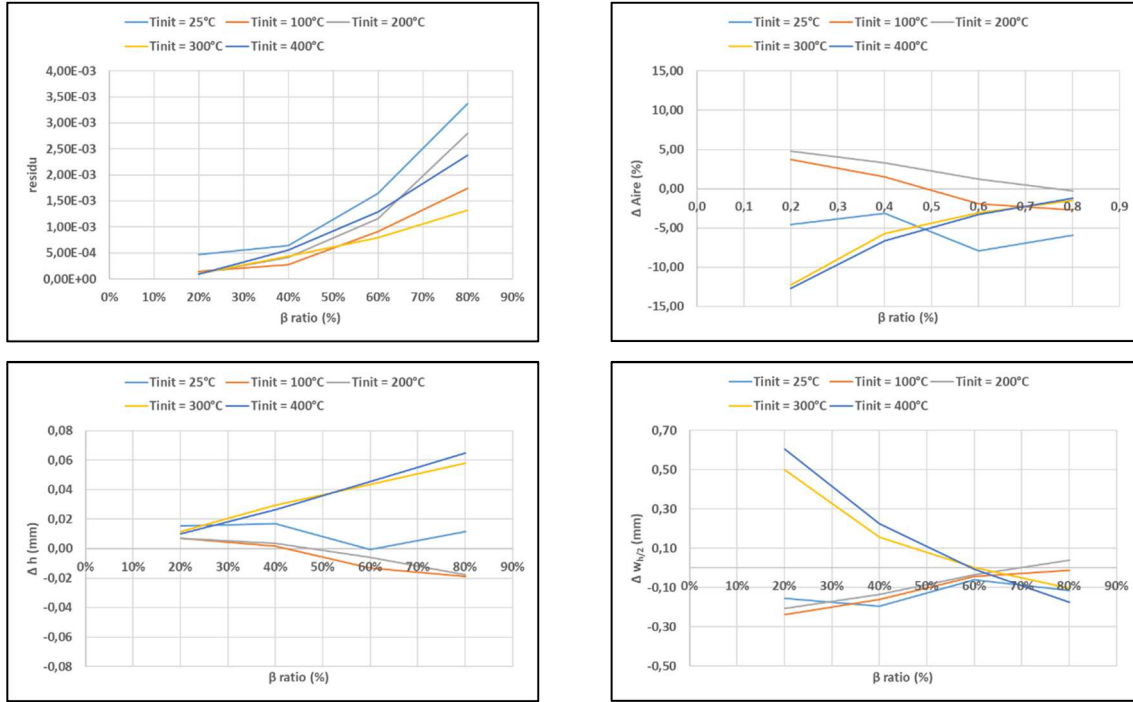 Tinit = 25°C Tinit = 100°C Tinit = 200°C
Tinit = 300°C Tinit = 400°C
4,00E-03
3,50E-03
3,00E-03
2,50E-03
2,00E-03
1,50E-03
1,00E-03
5,00E-04
0,00E+00
residu
0% 10% 20% 30% 40% 50% 60% 70% 80% 90%
β ratio (%)
Tinit = 25°C Tinit = 100°C Tinit = 200°C
Tinit = 300°C Tinit = 400°C
15,00
10,00
5,00
0,00
-5,00
-10,00
-15,00
Δ Aire (%)
0,0 0,1 0,2 0,3 0,4 0,5 0,6 0,7 0,8 0,9
β ratio (%)
Tinit = 25°C Tinit = 100°C Tinit = 200°C
Tinit = 300°C Tinit = 400°C
0,08
0,06
0,04
0,02
0,00
-0,02
-0,04
-0,06
-0,08
Δ h (mm)
0% 10% 20% 30% 40% 50% 60% 70% 80% 90%
β ratio (%)
Tinit = 25°C Tinit = 100°C Tinit = 200°C
Tinit = 300°C Tinit = 400°C
0,70
0,50
0,30
0,10
-0,10
-0,30
-0,50
Δ wh/2 (mm)
0% 10% 20% 30% 40% 50% 60% 70% 80% 90%
β ratio (%)